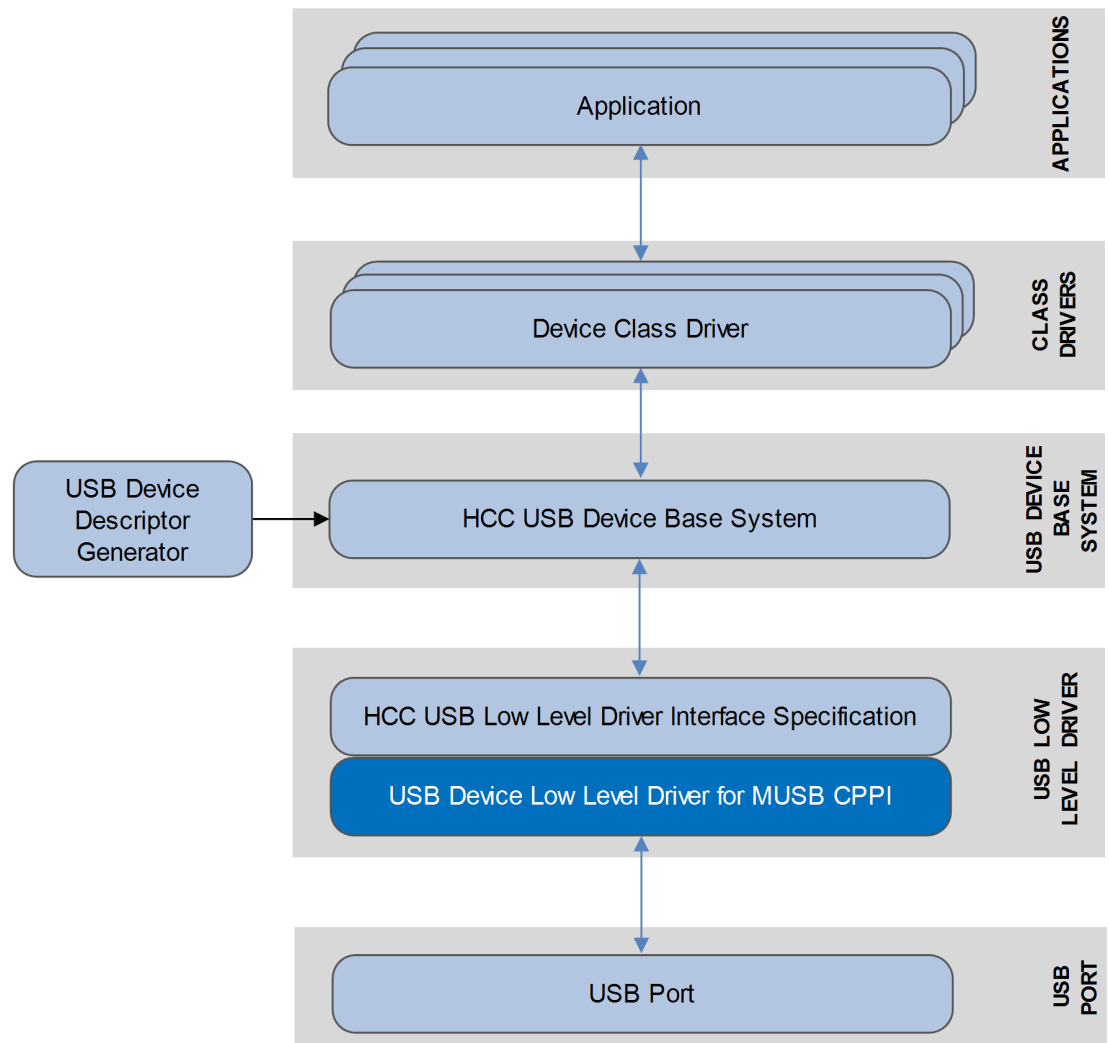 Application
APPLICATIONS
Device Class Driver
CLASS
DRIVERS
USB Device
Descriptor
Generator
HCC USB Device Base System
USB DEVICE
BASE
SYSTEM
HCC USB Low Level Driver Interface Specification
USB Device Low Level Driver for MUSB CPPI
USB LOW
LEVEL DRIVER
USB Port
USB
PORT